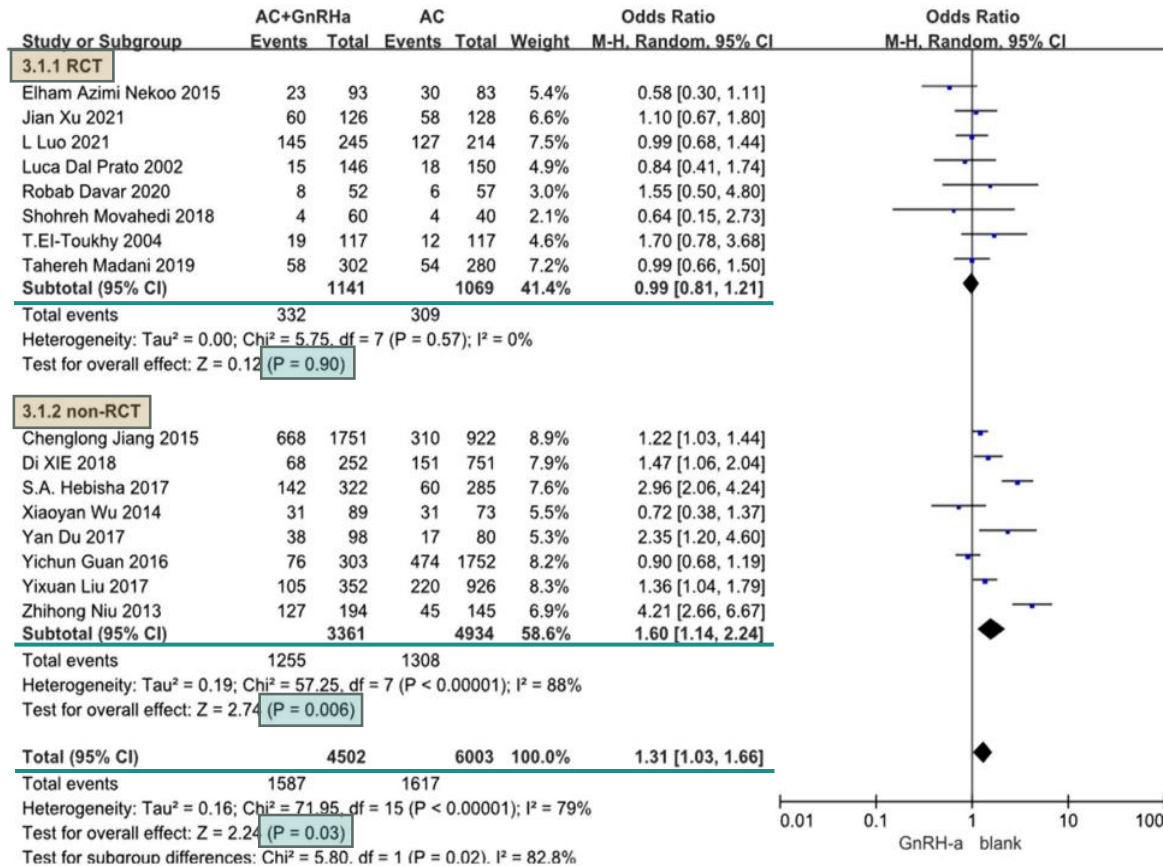 AC+GnRHa AC Odds Ratio Odds Ratio
Study or Subgroup Events Total Events Total Weight M-H, Random, 95% CI M-H, Random, 95% CI
3.1.1 RCT
Elham Azimi Nekoo 2015 23 93 30 83 5.4% 0.58 [0.30, 1.11]
Jian Xu 2021 60 126 58 128 6.6% 1.10 [0.67, 1.80]
L Luo 2021 145 245 127 214 7.5% 0.99 [0.68, 1.44]
Luca Dal Prato 2002 15 146 18 150 4.9% 0.84 [0.41, 1.74]
Robab Davar 2020 8 52 6 57 3.0% 1.55 [0.50, 4.80]
Shohreh Movahedi 2018 4 60 4 40 2.1% 0.64 [0.15, 2.73]
T.El-Toukhy 2004 19 117 12 117 4.6% 1.70 [0.78, 3.68]
Tahereh Madani 2019 58 302 54 280 7.2% 0.99 [0.66, 1.50]
Subtotal (95% CI) 1141 1069 41.4% 0.99 [0.81, 1.21]
Total events 332 309
Heterogeneity: Tau² = 0.00; Chi² = 5.75, df = 7 (P = 0.57); I² = 0%
Test for overall effect: Z = 0.12 (P = 0.90)
3.1.2 non-RCT
Chenglong Jiang 2015 668 1751 310 922 8.9% 1.22 [1.03, 1.44]
Di XIE 2018 68 252 151 751 7.9% 1.47 [1.06, 2.04]
S.A. Hebisha 2017 142 322 60 285 7.6% 2.96 [2.06, 4.24]
Xiaoyan Wu 2014 31 89 31 73 5.5% 0.72 [0.38, 1.37]
Yan Du 2017 38 98 17 80 5.3% 2.35 [1.20, 4.60]
Yichun Guan 2016 76 303 474 1752 8.2% 0.90 [0.68, 1.19]
Yixuan Liu 2017 105 352 220 926 8.3% 1.36 [1.04, 1.79]
Zhihong Niu 2013 127 194 45 145 6.9% 4.21 [2.66, 6.67]
Subtotal (95% CI) 3361 4934 58.6% 1.60 [1.14, 2.24]
Total events 1255 1308
Heterogeneity: Tau² = 0.19; Chi² = 57.25, df = 7 (P < 0.00001); I² = 88%
Test for overall effect: Z = 2.74 (P = 0.006)
Total (95% CI) 4502 6003 100.0% 1.31 [1.03, 1.66]
Total events 1587 1617
Heterogeneity: Tau² = 0.16; Chi² = 71.95, df = 15 (P < 0.00001); I² = 79%
Test for overall effect: Z = 2.24 (P = 0.03)
Test for subgroup differences: Chi² = 5.80, df = 1 (P = 0.02), I² = 82.8%
0.01 0.1 1 10 100
GnRH-a blank